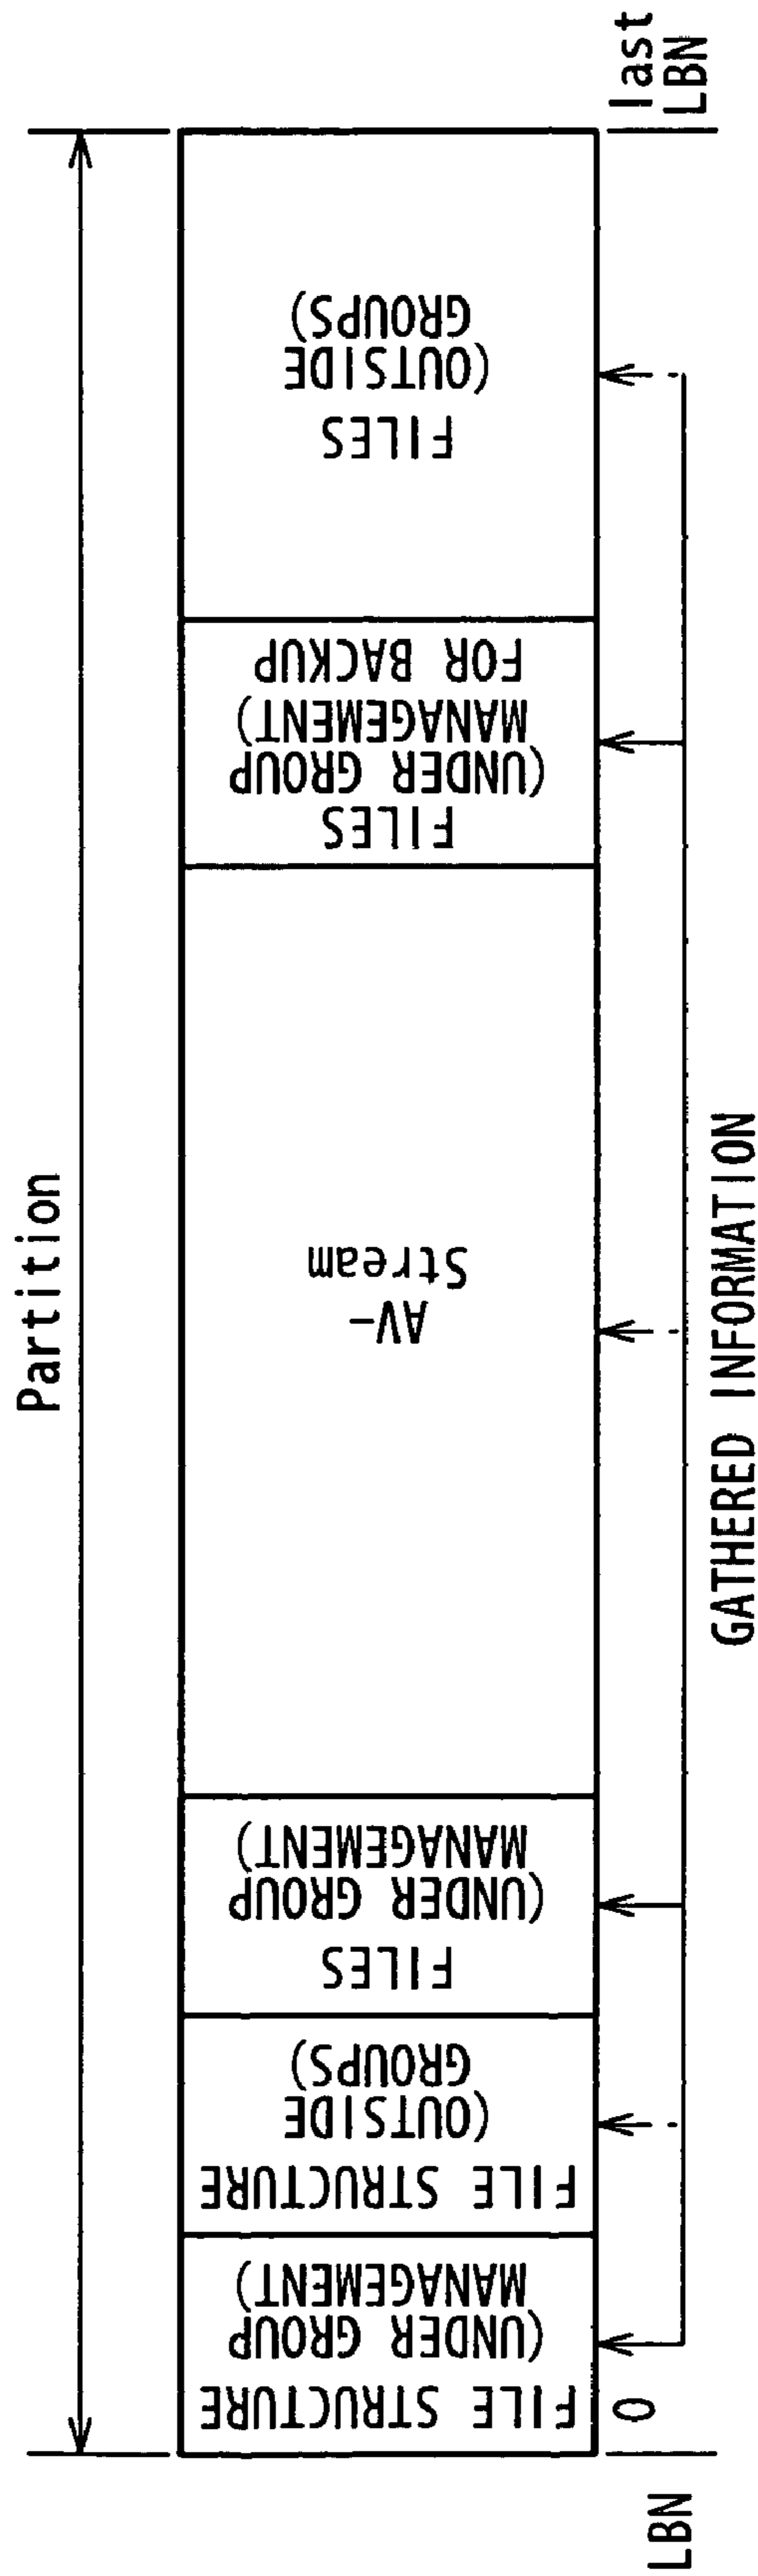 Partition
FILE STRUCTURE
(UNDER GROUP
MANAGEMENT)
FILE STRUCTURE
(OUTSIDE
GROUPS)
FILES
(UNDER GROUP
MANAGEMENT)
AV-
Stream
FILES
(UNDER GROUP
MANAGEMENT)
FOR BACKUP
FILES
(OUTSIDE
GROUPS)
LBN
0
last
LBN
GATHERED INFORMATION